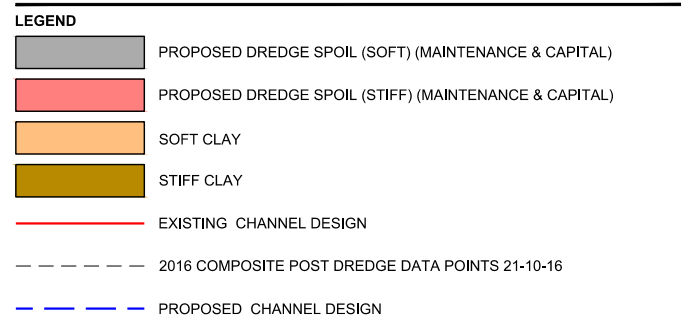 LEGEND
PROPOSED DREDGE SPOIL (SOFT) (MAINTENANCE & CAPITAL)
PROPOSED DREDGE SPOIL (STIFF) (MAINTENANCE & CAPITAL)
SOFT CLAY
STIFF CLAY
EXISTING CHANNEL DESIGN
2016 COMPOSITE POST DREDGE DATA POINTS 21-10-16
PROPOSED CHANNEL DESIGN